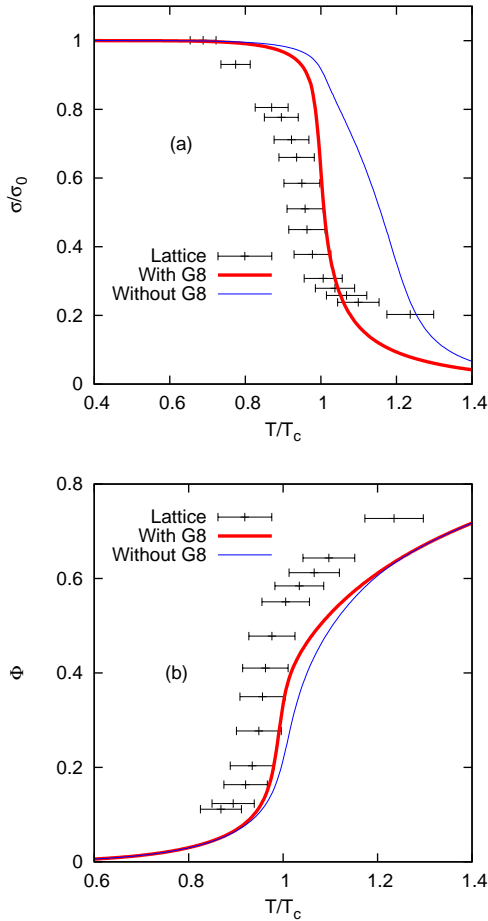 1
0.8
0.6
0.4
0.2
0
σ/σ₀
(a)
Lattice
With G8
Without G8
0.4 0.6 0.8 1 1.2 1.4
T/Tc
0.8
0.6
0.4
0.2
0
Φ
Lattice
With G8
Without G8
(b)
0.6 0.8 1 1.2 1.4
T/Tc